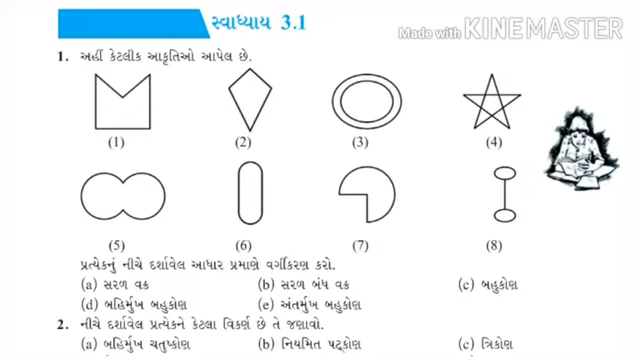 સ્વાધ્યાય 3.1
Made with KINEMASTER
1. અહીં કેટલીક આકૃતિઓ આપેલ છે.
(1) (2) (3) (4)
(5) (6) (7) (8)
પ્રત્યેકનું નીચે દર્શાવેલ આધાર પ્રમાણે વર્ગીકરણ કરો.
(a) સરળ વક્ર (b) સરળ બંધ વક્ર (c) બહુકોણ
(d) બહિર્મુખ બહુકોણ (e) અંતર્મુખ બહુકોણ
2. નીચે દર્શાવેલ પ્રત્યેકને કેટલા વિકર્ણ છે તે જણાવો.
(a) બહિર્મુખ ચતુષ્કોણ (b) નિયમિત ષટ્કોણ (c) ત્રિકોણ